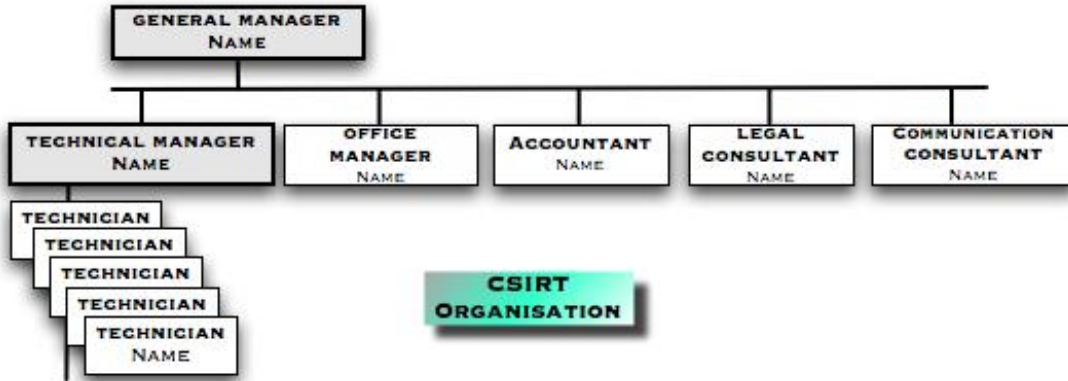 GENERAL MANAGER
NAME
TECHNICAL MANAGER
NAME
OFFICE
MANAGER
NAME
ACCOUNTANT
NAME
LEGAL
CONSULTANT
NAME
COMMUNICATION
CONSULTANT
NAME
TECHNICIAN
TECHNICIAN
TECHNICIAN
TECHNICIAN
TECHNICIAN
NAME
CSIRT
ORGANISATION